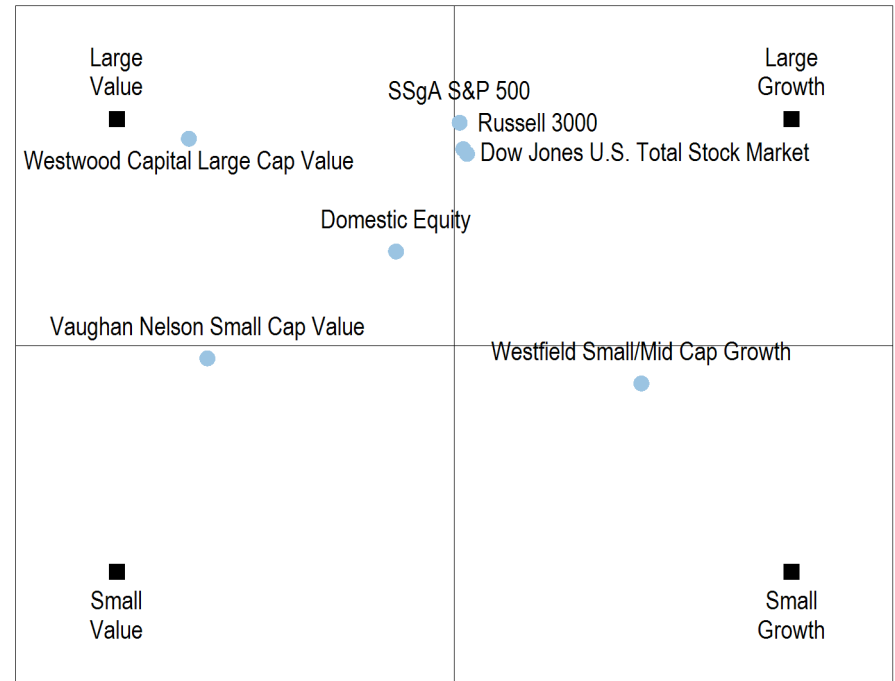 Large
Value
Large
Growth
SSgA S&P 500
Russell 3000
Westwood Capital Large Cap Value
Dow Jones U.S. Total Stock Market
Domestic Equity
Vaughan Nelson Small Cap Value
Westfield Small/Mid Cap Growth
Small
Value
Small
Growth